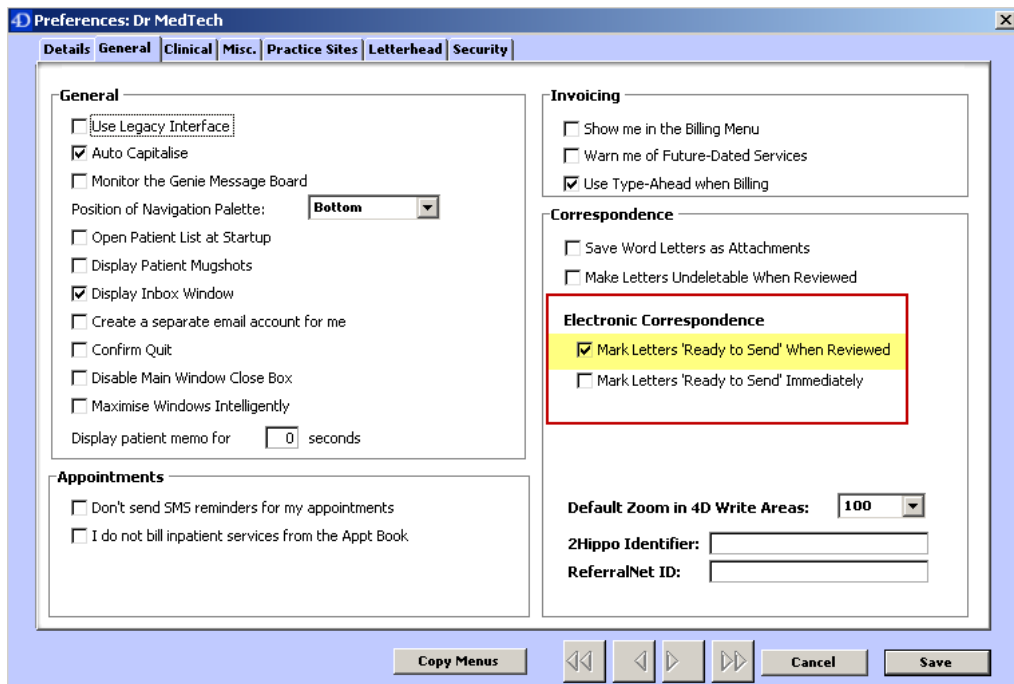 4D Preferences: Dr MedTech
Details General Clinical Misc. Practice Sites Letterhead Security
General
Use Legacy Interface
Auto Capitalise
Monitor the Genie Message Board
Position of Navigation Palette: Bottom
Open Patient List at Startup
Display Patient Mugshots
Display Inbox Window
Create a separate email account for me
Confirm Quit
Disable Main Window Close Box
Maximise Windows Intelligently
Display patient memo for 0 seconds
Appointments
Don't send SMS reminders for my appointments
I do not bill inpatient services from the Appt Book
Invoicing
Show me in the Billing Menu
Warn me of Future-Dated Services
Use Type-Ahead when Billing
Correspondence
Save Word Letters as Attachments
Make Letters Undeletable When Reviewed
Electronic Correspondence
Mark Letters 'Ready to Send' When Reviewed
Mark Letters 'Ready to Send' Immediately
Default Zoom in 4D Write Areas: 100
2Hippo Identifier:
ReferralNet ID:
Copy Menus Cancel Save